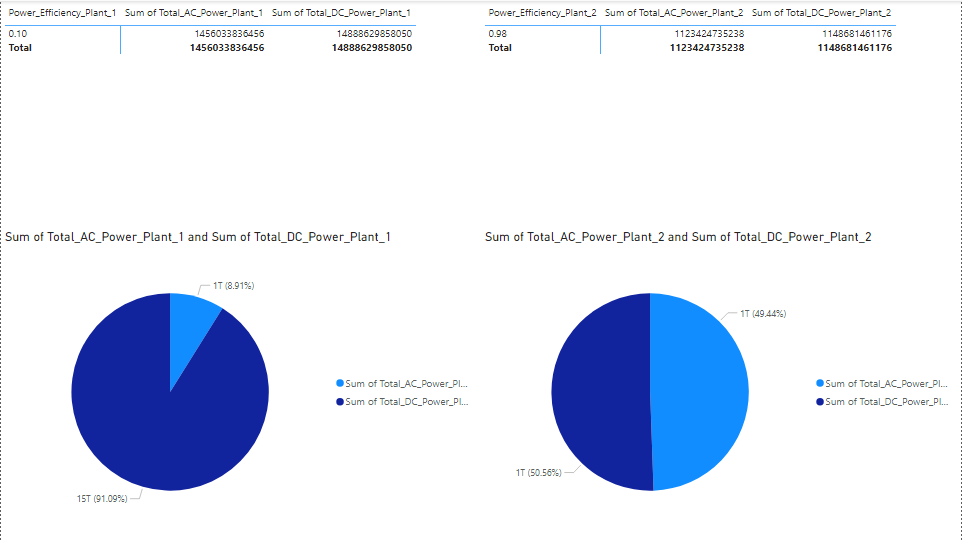 Power_Efficiency_Plant_1 Sum of Total_AC_Power_Plant_1 Sum of Total_DC_Power_Plant_1
0.10 1456033836456 14888629858050
Total 1456033836456 14888629858050
Power_Efficiency_Plant_2 Sum of Total_AC_Power_Plant_2 Sum of Total_DC_Power_Plant_2
0.98 1123424735238 1148681461176
Total 1123424735238 1148681461176
Sum of Total_AC_Power_Plant_1 and Sum of Total_DC_Power_Plant_1
1T (8.91%)
15T (91.09%)
Sum of Total_AC_Power_Pl...
Sum of Total_DC_Power_Pl...
Sum of Total_AC_Power_Plant_2 and Sum of Total_DC_Power_Plant_2
1T (49.44%)
1T (50.56%)
Sum of Total_AC_Power_Pl...
Sum of Total_DC_Power_Pl...